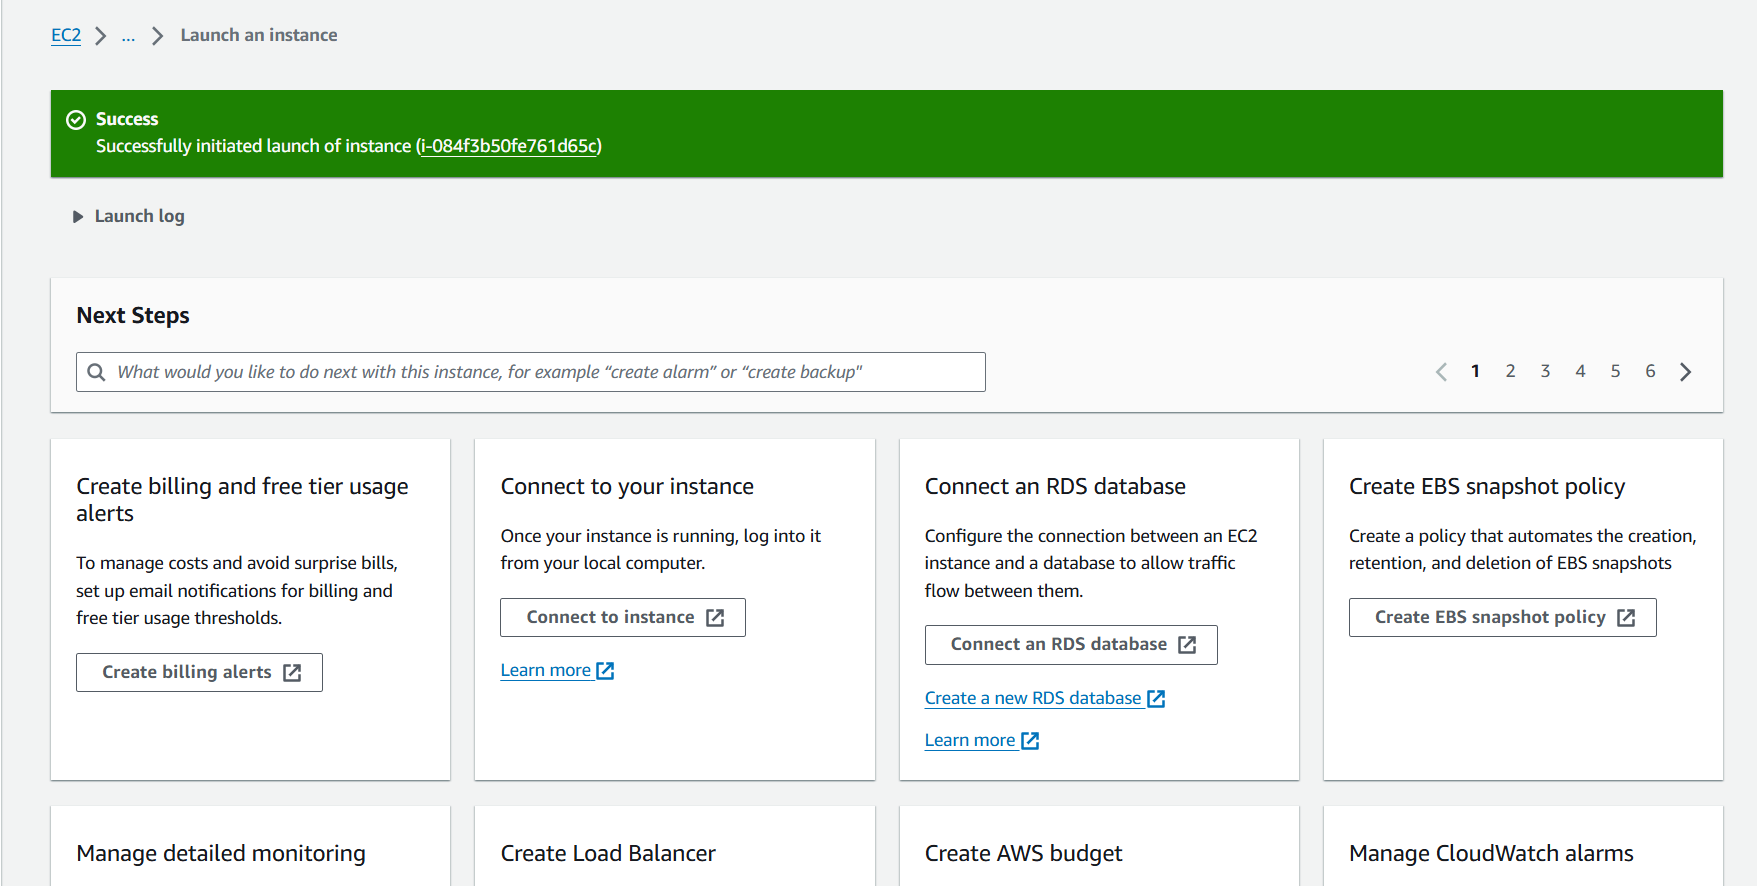 EC2 ... Launch an instance
Success
Successfully initiated launch of instance (i-084f3b50fe761d65c)
Launch log
Next Steps
What would you like to do next with this instance, for example “create alarm” or “create backup"
1 2 3 4 5 6
Create billing and free tier usage
alerts
To manage costs and avoid surprise bills,
set up email notifications for billing and
free tier usage thresholds.
Create billing alerts
Connect to your instance
Once your instance is running, log into it
from your local computer.
Connect to instance
Learn more
Connect an RDS database
Configure the connection between an EC2
instance and a database to allow traffic
flow between them.
Connect an RDS database
Create a new RDS database
Learn more
Create EBS snapshot policy
Create a policy that automates the creation,
retention, and deletion of EBS snapshots
Create EBS snapshot policy
Manage detailed monitoring
Create Load Balancer
Create AWS budget
Manage CloudWatch alarms